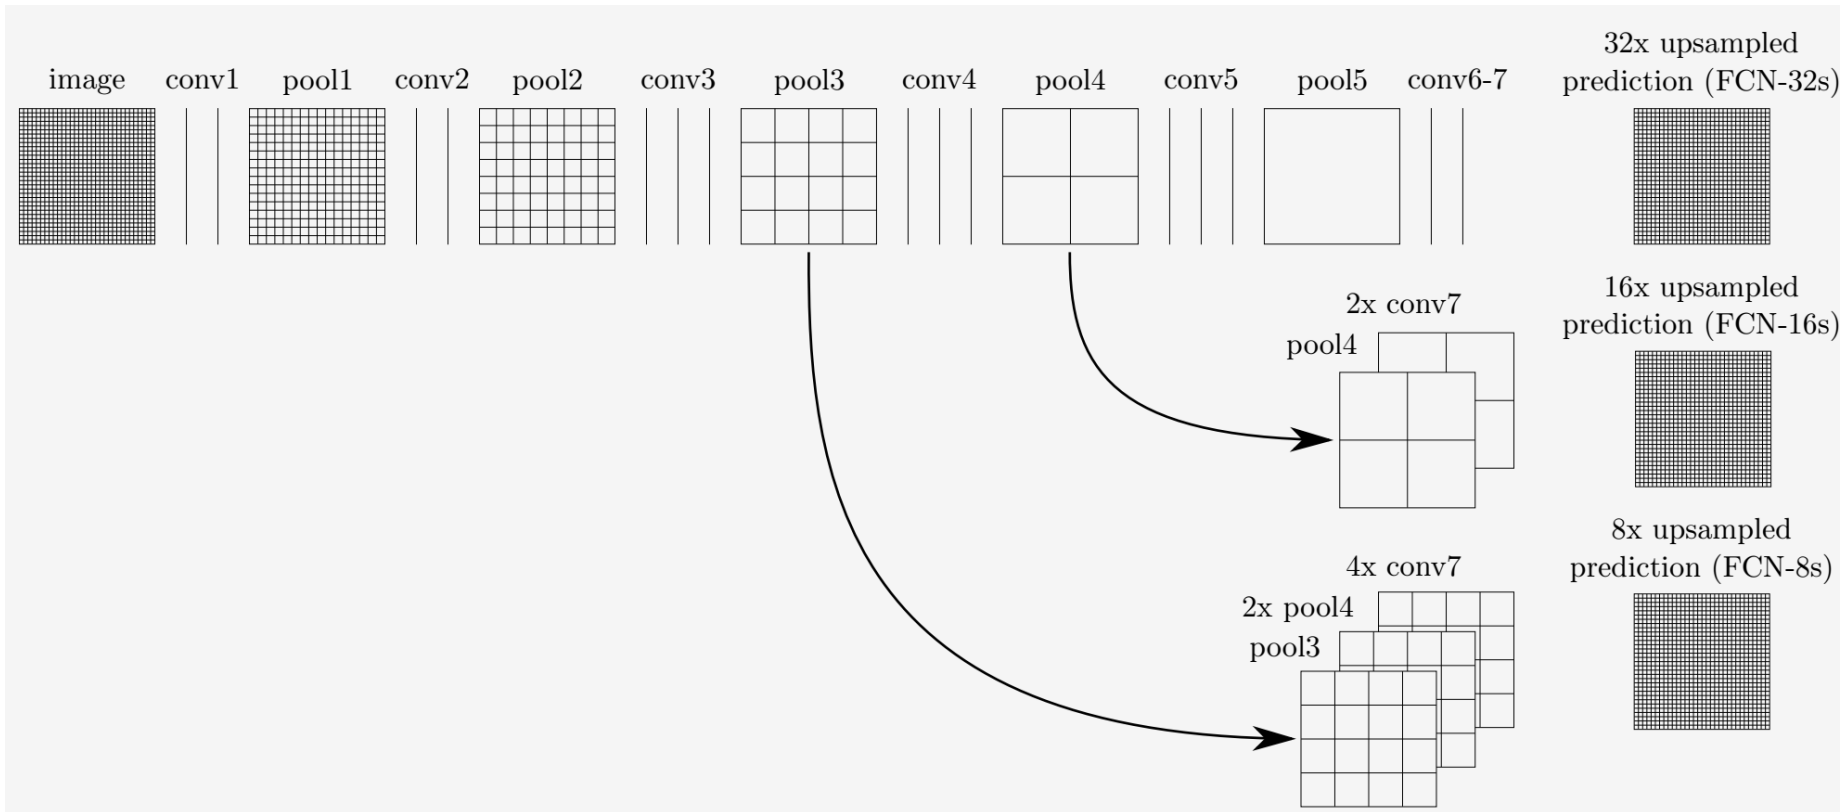 image
conv1
pool1
conv2
pool2
conv3
pool3
conv4
pool4
conv5
pool5
conv6-7
32x upsampled
prediction (FCN-32s)
2x conv7
pool4
16x upsampled
prediction (FCN-16s)
4x conv7
2x pool4
pool3
8x upsampled
prediction (FCN-8s)